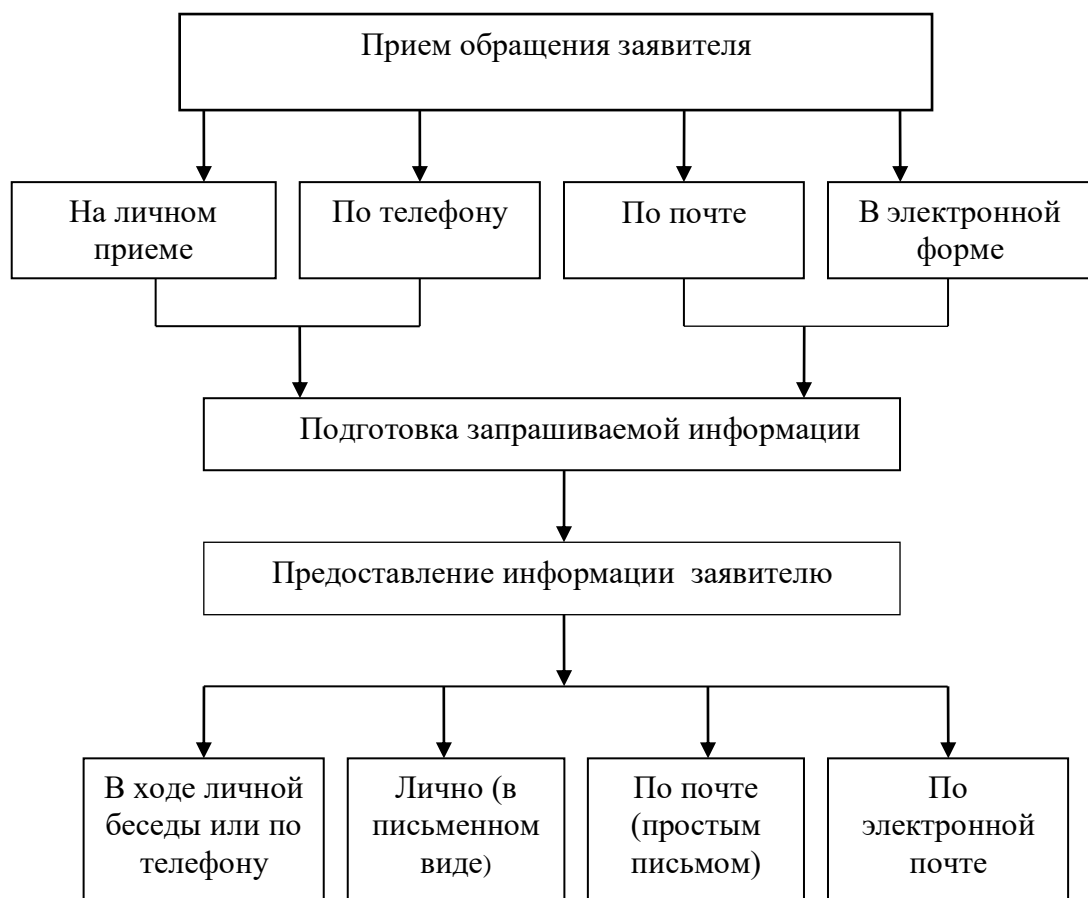 Прием обращения заявителя
На личном
приеме
По телефону
По почте
В электронной
форме
Подготовка запрашиваемой информации
Предоставление информации  заявителю
В ходе личной
беседы или по
телефону
Лично (в
письменном
виде)
По почте
(простым
письмом)
По
электронной
почте